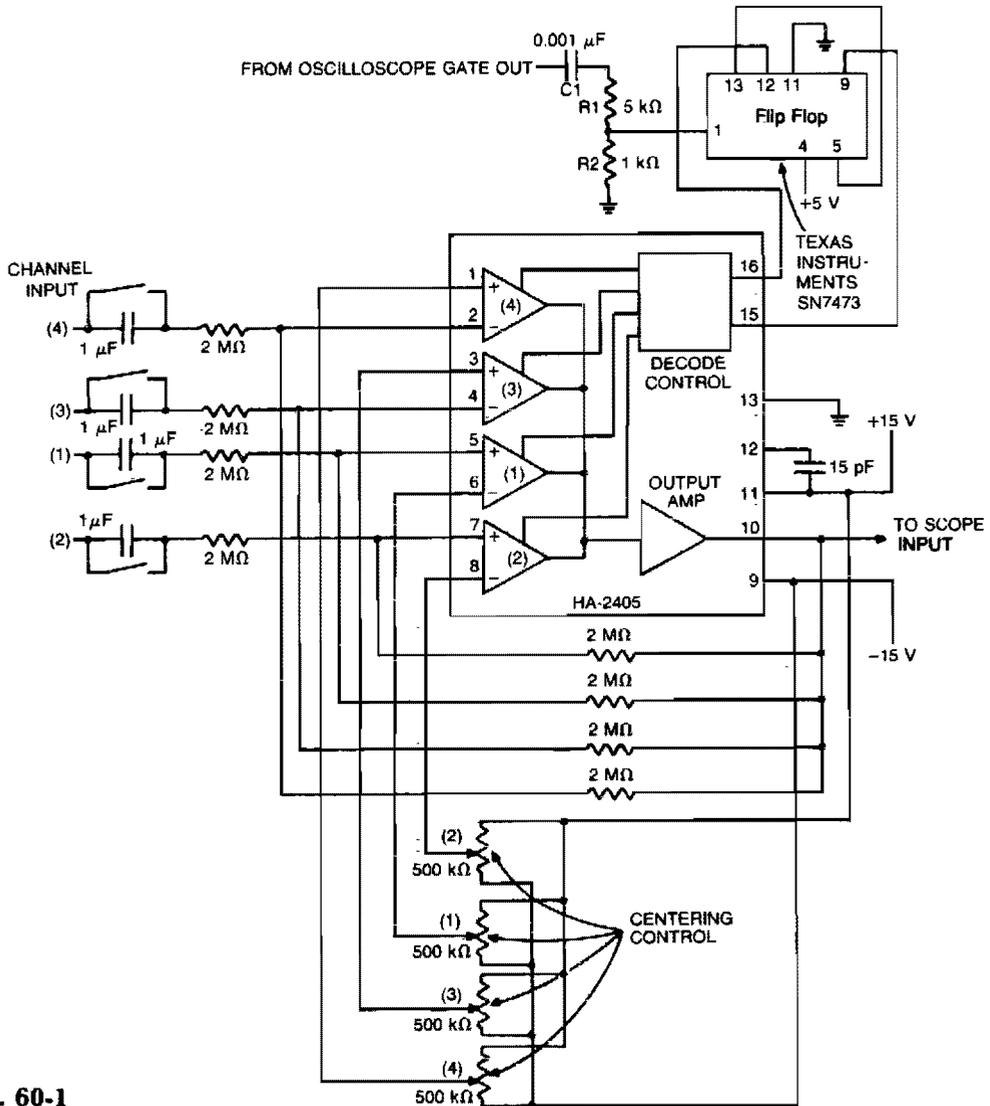 0.001 μF
FROM OSCILLOSCOPE GATE OUT
C1
R1 5 kΩ
R2 1 kΩ
13 12 11 9
Flip Flop
1
4 5
+5 V
TEXAS
INSTRU-
MENTS
SN7473
CHANNEL
INPUT
(4)
1 μF
2 MΩ
(3)
1 μF
2 MΩ
(1)
1 μF
2 MΩ
(2)
1 μF
2 MΩ
1
+
2
−
(4)
3
+
4
−
(3)
5
+
6
−
(1)
7
+
8
−
(2)
DECODE
CONTROL
OUTPUT
AMP
HA-2405
16
15
13
12
11
10
9
15 pF
+15 V
TO SCOPE
INPUT
−15 V
2 MΩ
2 MΩ
2 MΩ
2 MΩ
(2)
500 kΩ
(1)
500 kΩ
(3)
500 kΩ
(4)
500 kΩ
CENTERING
CONTROL
. 60-1